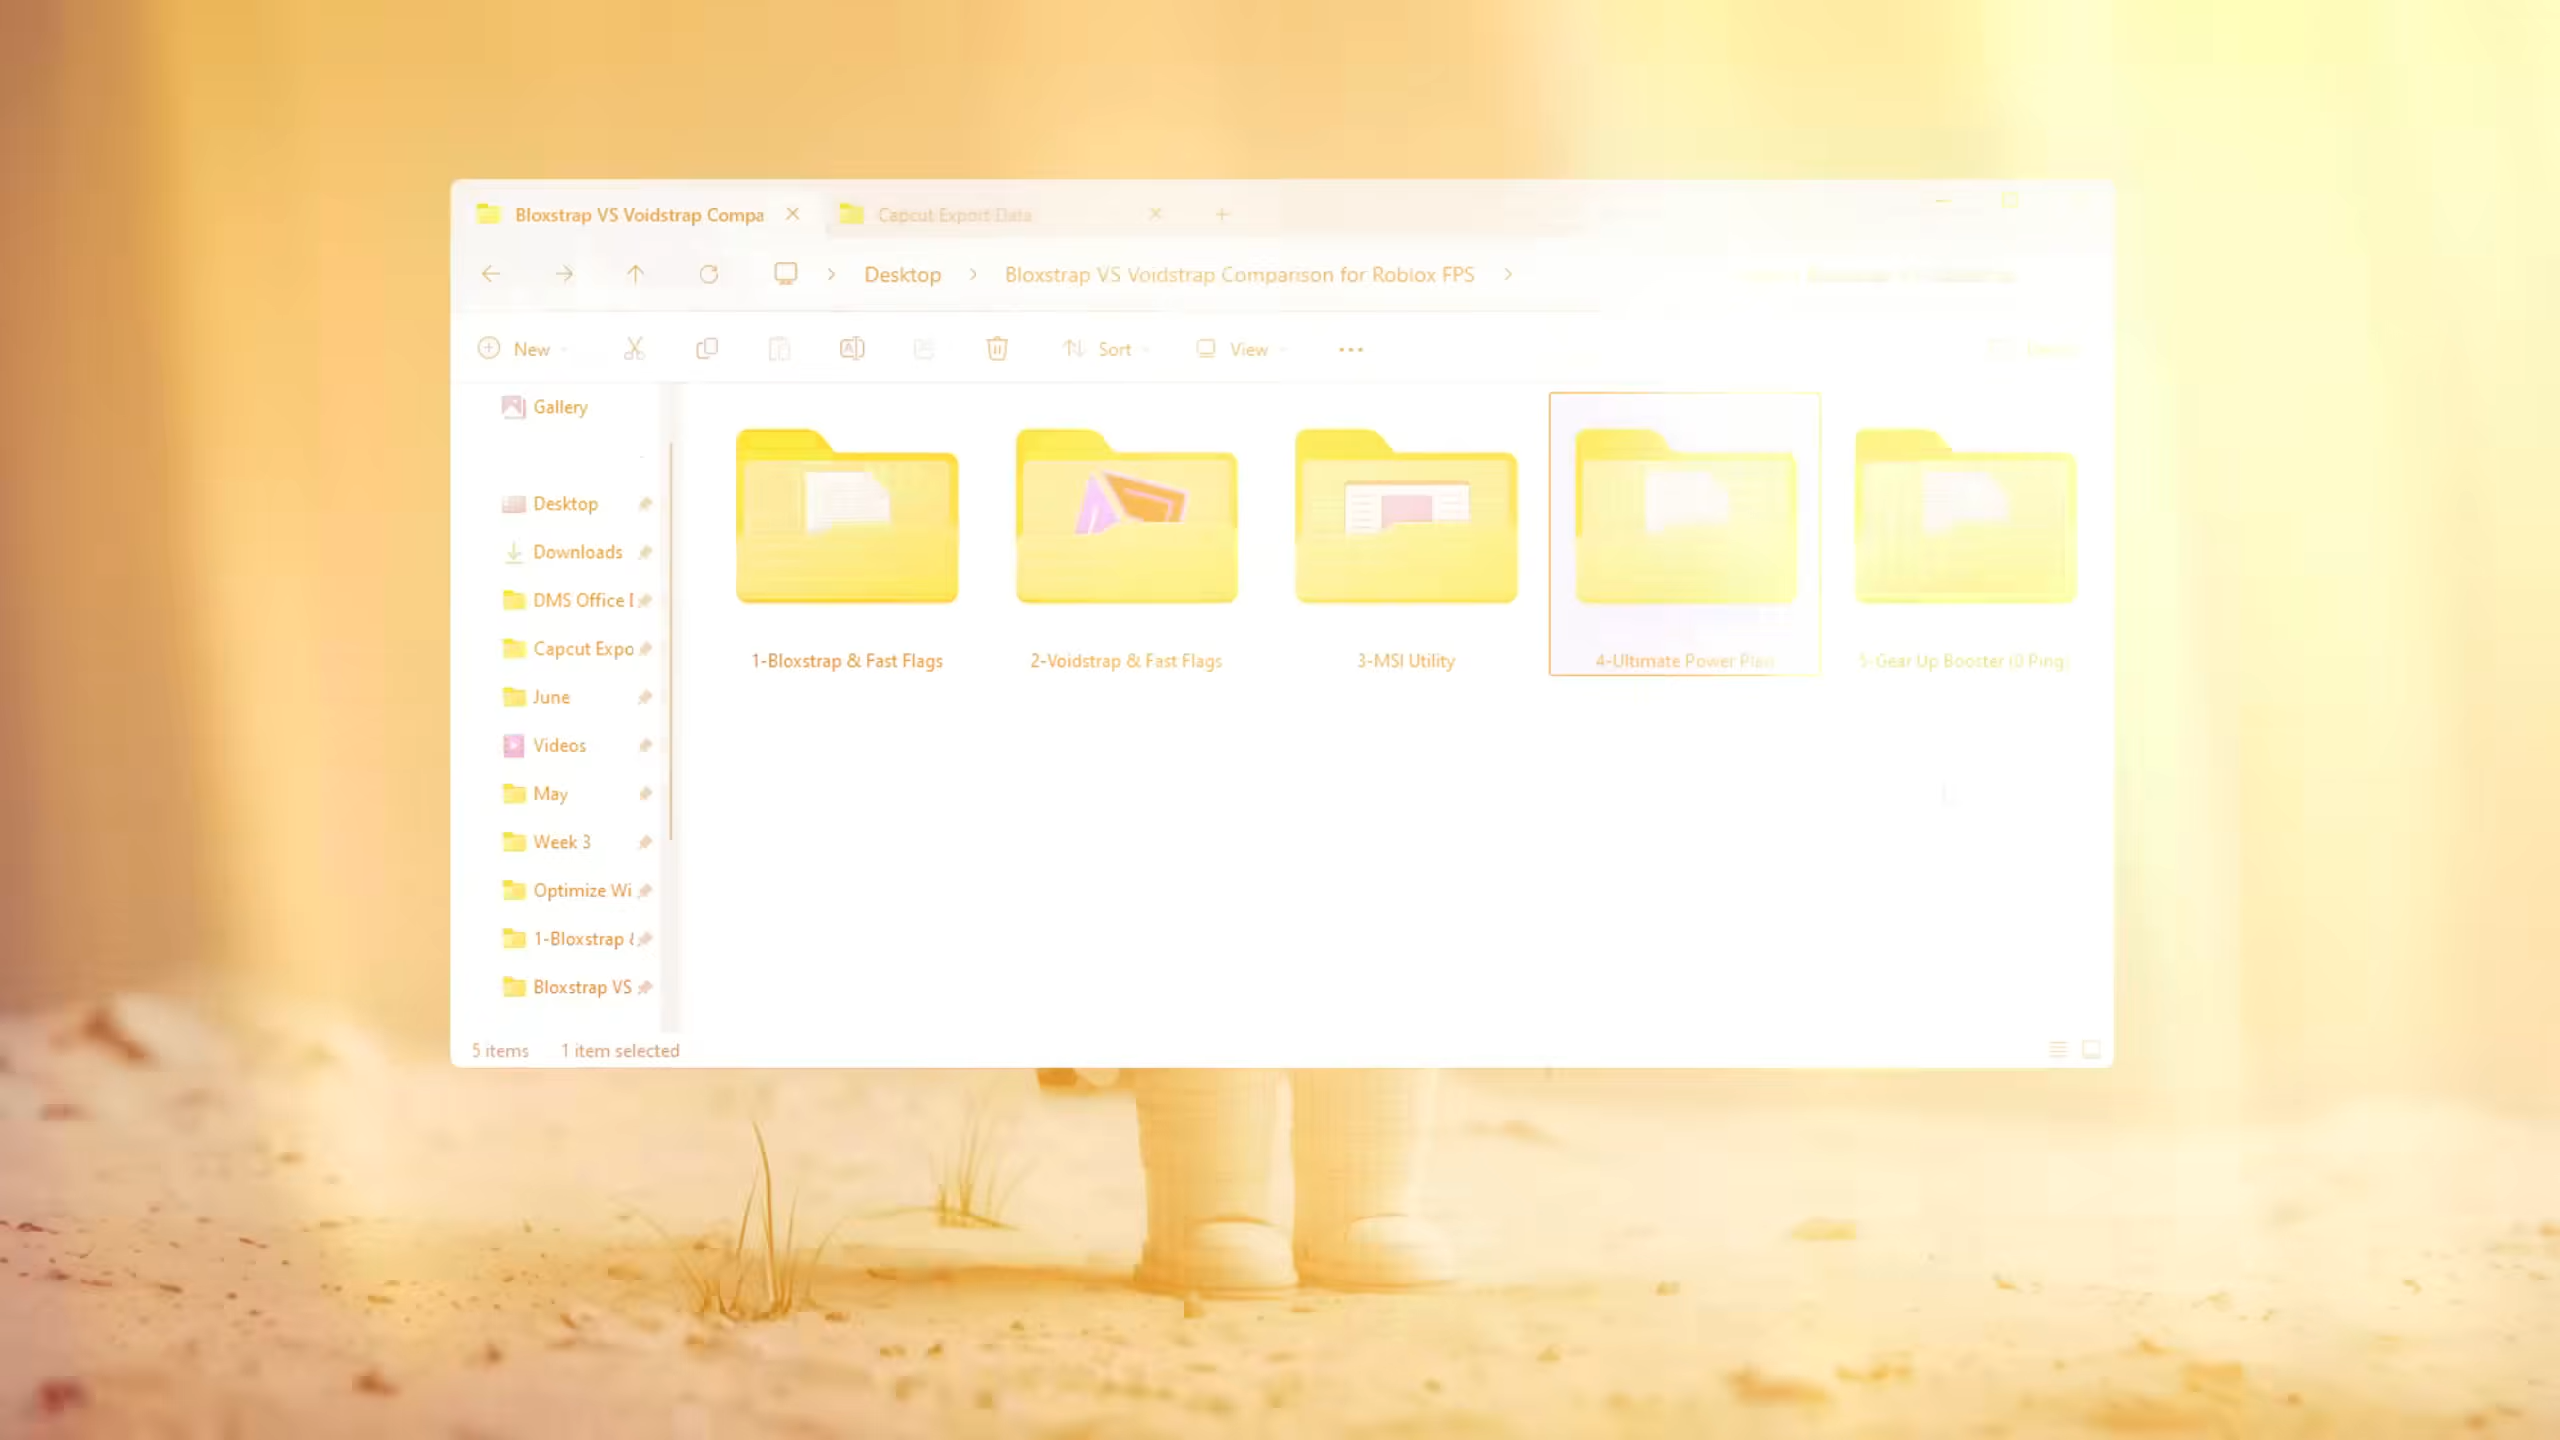 Bloxstrap VS Voidstrap Compa
Capcut Export Data
Desktop
Bloxstrap VS Voidstrap Comparison for Roblox FPS
New
Sort
View
Gallery
Desktop
Downloads
DMS Office
Capcut Expo
June
Videos
May
Week 3
Optimize Wi
1-Bloxstrap &
Bloxstrap VS
1-Bloxstrap & Fast Flags
2-Voidstrap & Fast Flags
3-MSI Utility
4-Ultimate Power Plan
5-Gear Up Booster (0 Ping)
5 items
1 item selected